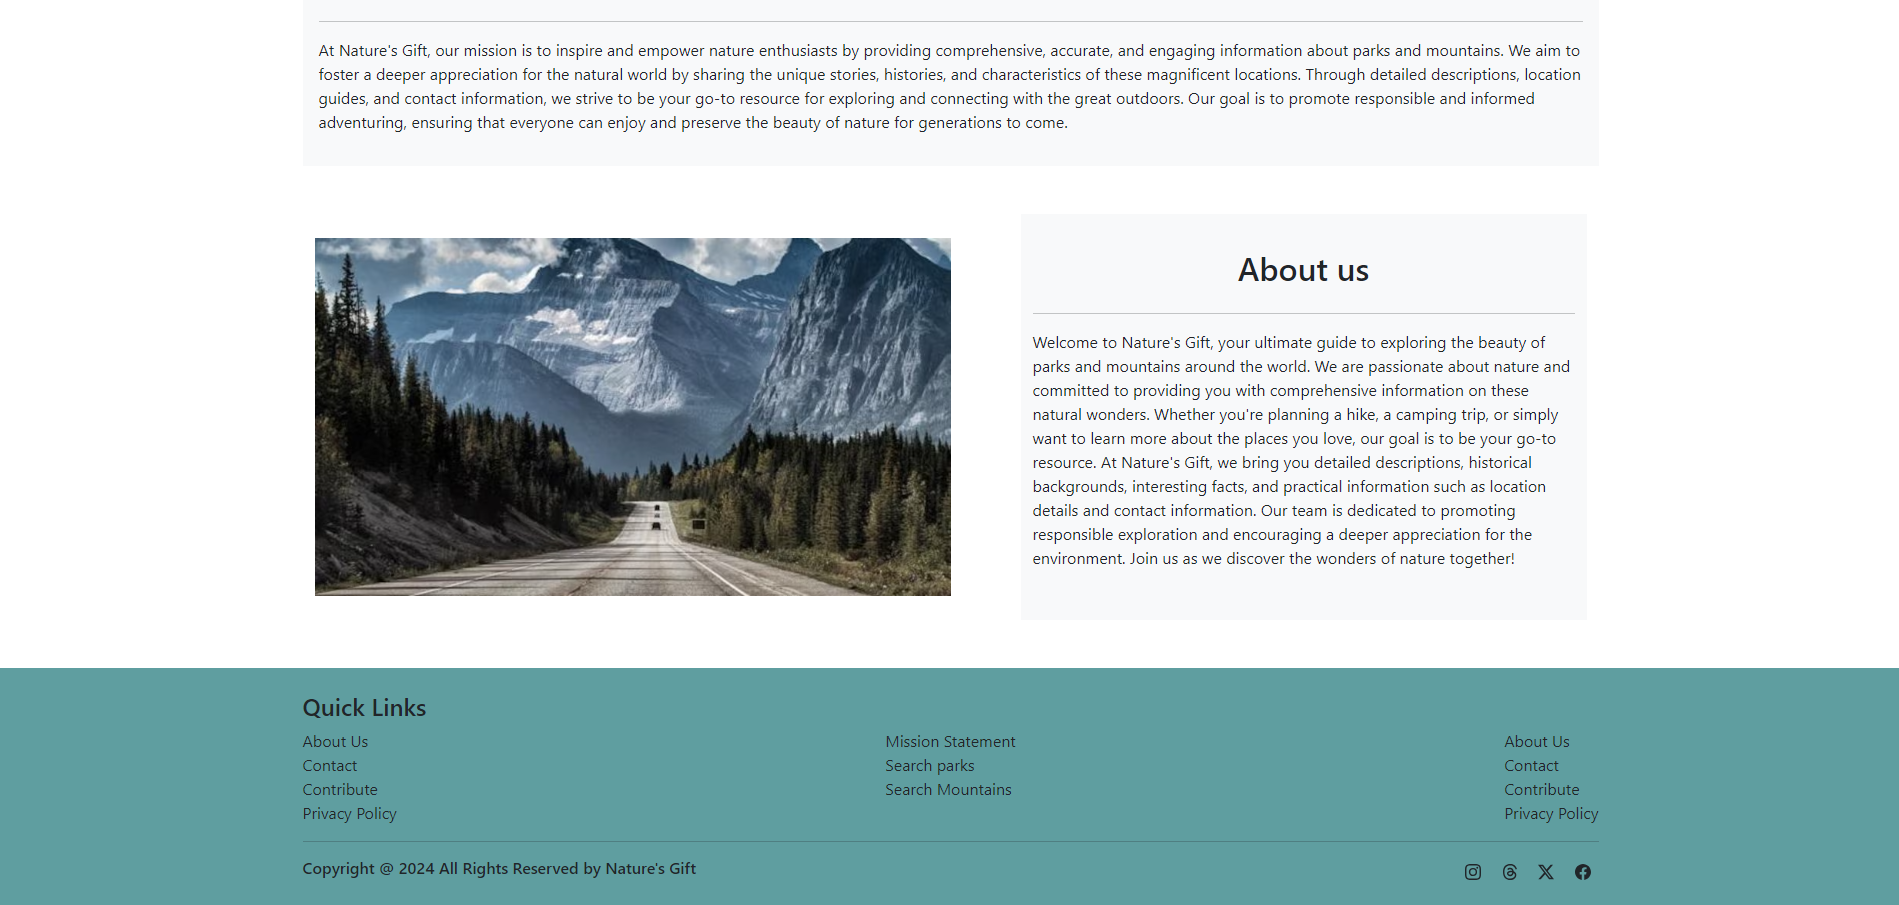 At Nature's Gift, our mission is to inspire and empower nature enthusiasts by providing comprehensive, accurate, and engaging information about parks and mountains. We aim to
foster a deeper appreciation for the natural world by sharing the unique stories, histories, and characteristics of these magnificent locations. Through detailed descriptions, location
guides, and contact information, we strive to be your go-to resource for exploring and connecting with the great outdoors. Our goal is to promote responsible and informed
adventuring, ensuring that everyone can enjoy and preserve the beauty of nature for generations to come.
About us
Welcome to Nature's Gift, your ultimate guide to exploring the beauty of
parks and mountains around the world. We are passionate about nature and
committed to providing you with comprehensive information on these
natural wonders. Whether you're planning a hike, a camping trip, or simply
want to learn more about the places you love, our goal is to be your go-to
resource. At Nature's Gift, we bring you detailed descriptions, historical
backgrounds, interesting facts, and practical information such as location
details and contact information. Our team is dedicated to promoting
responsible exploration and encouraging a deeper appreciation for the
environment. Join us as we discover the wonders of nature together!
Quick Links
About Us
Contact
Contribute
Privacy Policy
Mission Statement
Search parks
Search Mountains
About Us
Contact
Contribute
Privacy Policy
Copyright @ 2024 All Rights Reserved by Nature's Gift